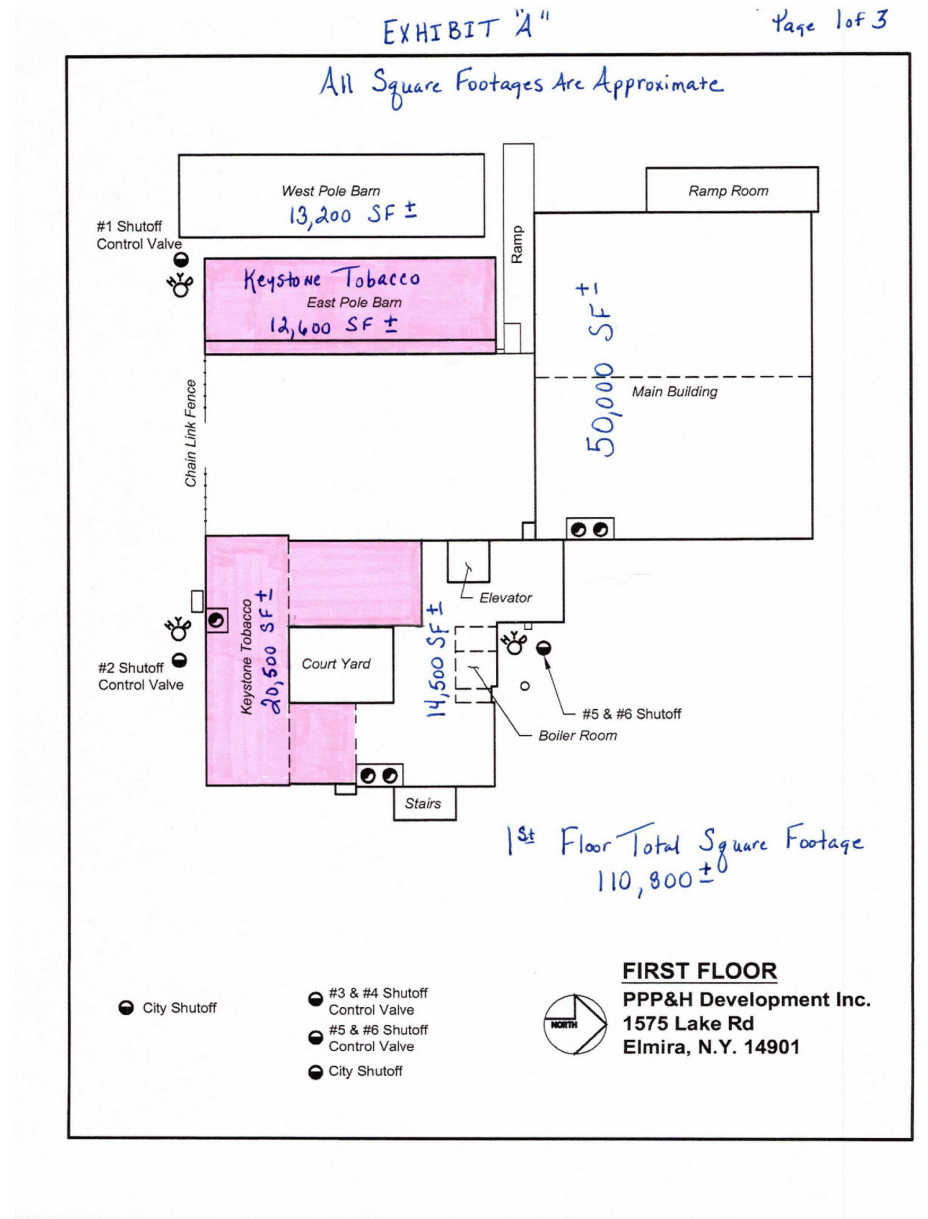 EXHIBIT "A"
Page 1 of 3
All Square Footages Are Approximate
West Pole Barn
13,200 SF ±
Ramp Room
#1 Shutoff
Control Valve
HYD
Ramp
Keystone Tobacco
East Pole Barn
12,600 SF ±
50,000 SF ±
Main Building
Chain Link Fence
Elevator
Keystone Tobacco
20,500 SF ±
14,500 SF ±
HYD
HYD
Court Yard
#2 Shutoff
Control Valve
#5 & #6 Shutoff
Boiler Room
Stairs
1st Floor Total Square Footage
110,800 ±
FIRST FLOOR
PPP&H Development Inc.
1575 Lake Rd
Elmira, N.Y. 14901
NORTH
City Shutoff
#3 & #4 Shutoff
Control Valve
#5 & #6 Shutoff
Control Valve
City Shutoff